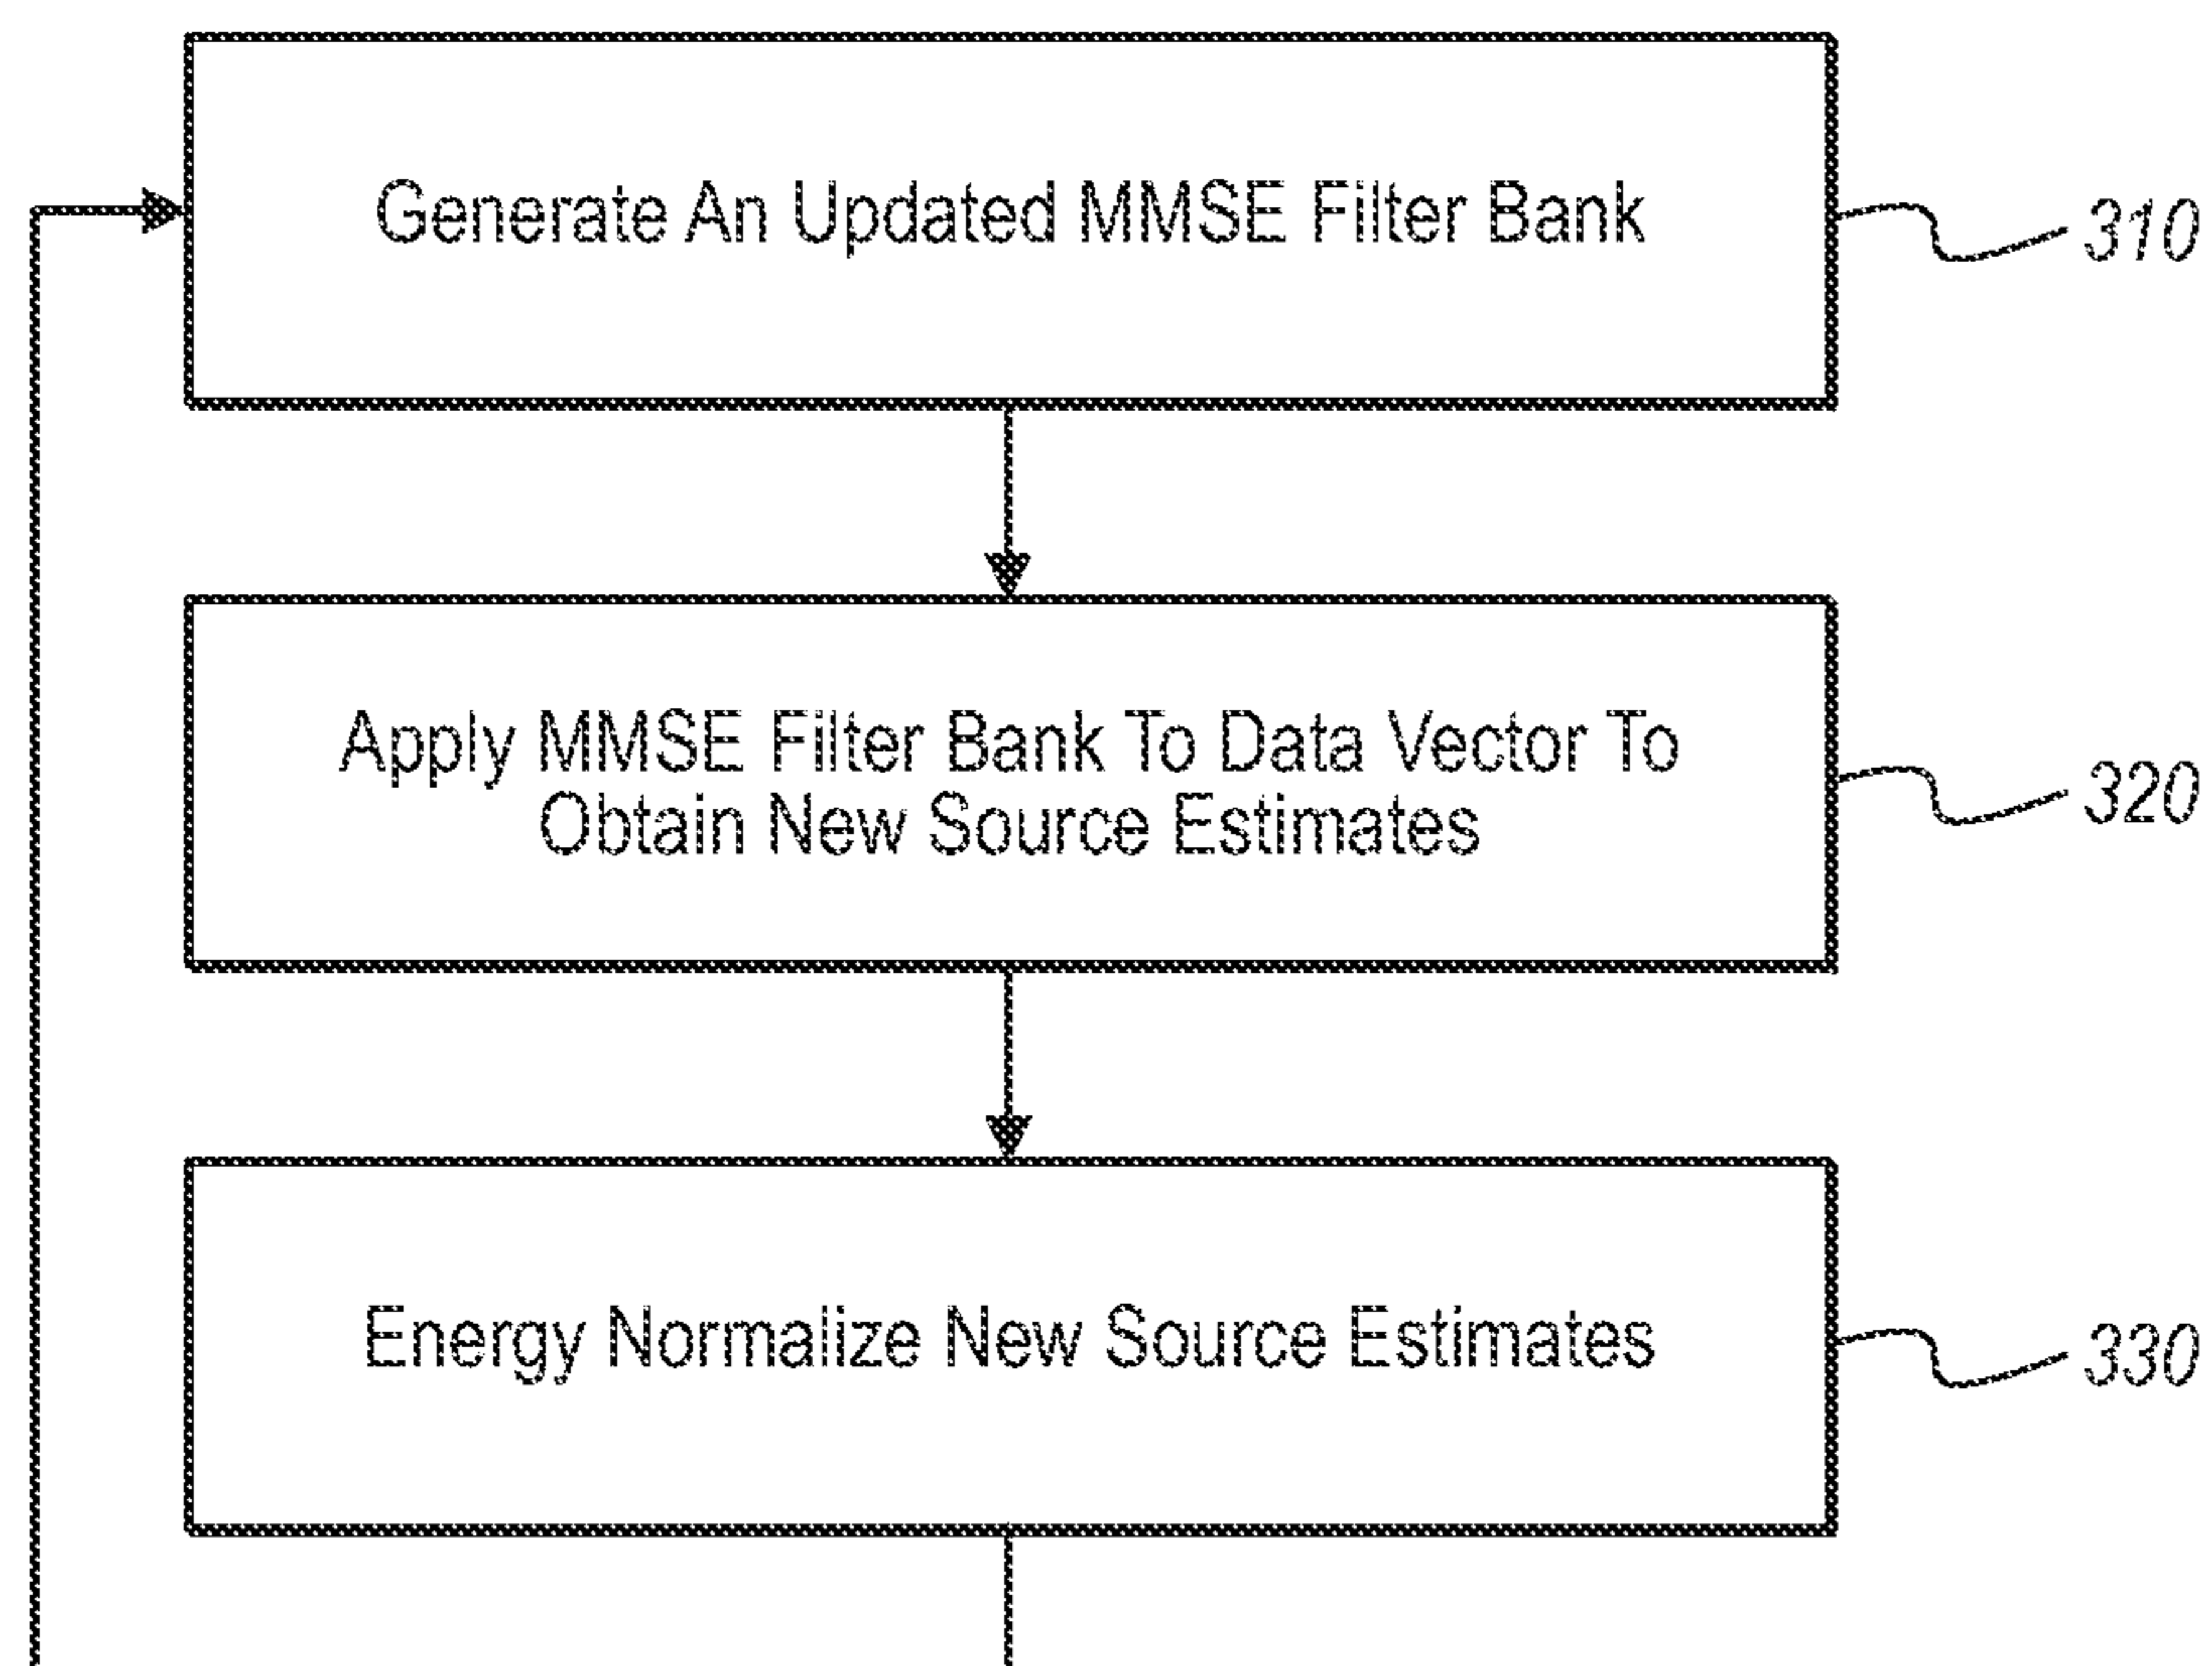 Generate An Updated MMSE Filter Bank
310
Apply MMSE Filter Bank To Data Vector To
Obtain New Source Estimates
320
Energy Normalize New Source Estimates
330